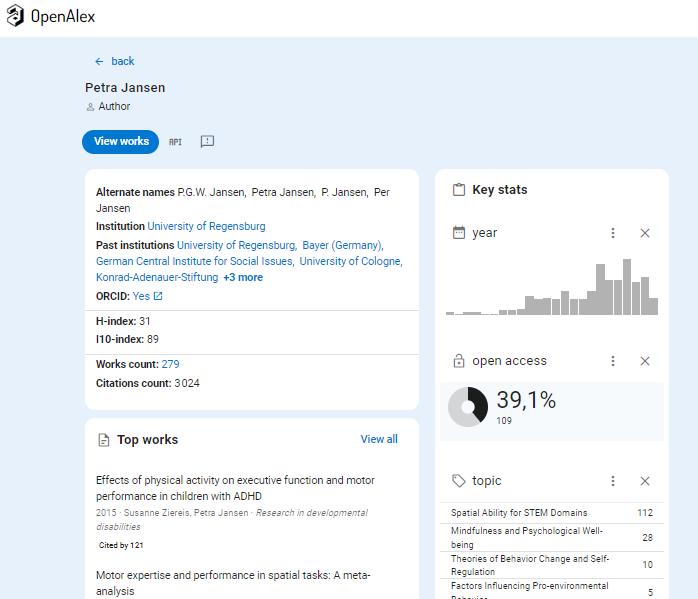 OpenAlex
← back
Petra Jansen
Author
View works API
Alternate names P.G.W. Jansen, Petra Jansen, P. Jansen, Per
Jansen
Institution University of Regensburg
Past institutions University of Regensburg, Bayer (Germany),
German Central Institute for Social Issues, University of Cologne,
Konrad-Adenauer-Stiftung +3 more
ORCID: Yes
H-index: 31
I10-index: 89
Works count: 279
Citations count: 3 024
Top works View all
Effects of physical activity on executive function and motor
performance in children with ADHD
2015 · Susanne Ziereis, Petra Jansen · Research in developmental
disabilities
Cited by 121
Motor expertise and performance in spatial tasks: A meta-
analysis
Key stats
year
open access
39,1%
109
topic
Spatial Ability for STEM Domains 112
Mindfulness and Psychological Well-
being 28
Theories of Behavior Change and Self-
Regulation 10
Factors Influencing Pro-environmental
Behavior 5